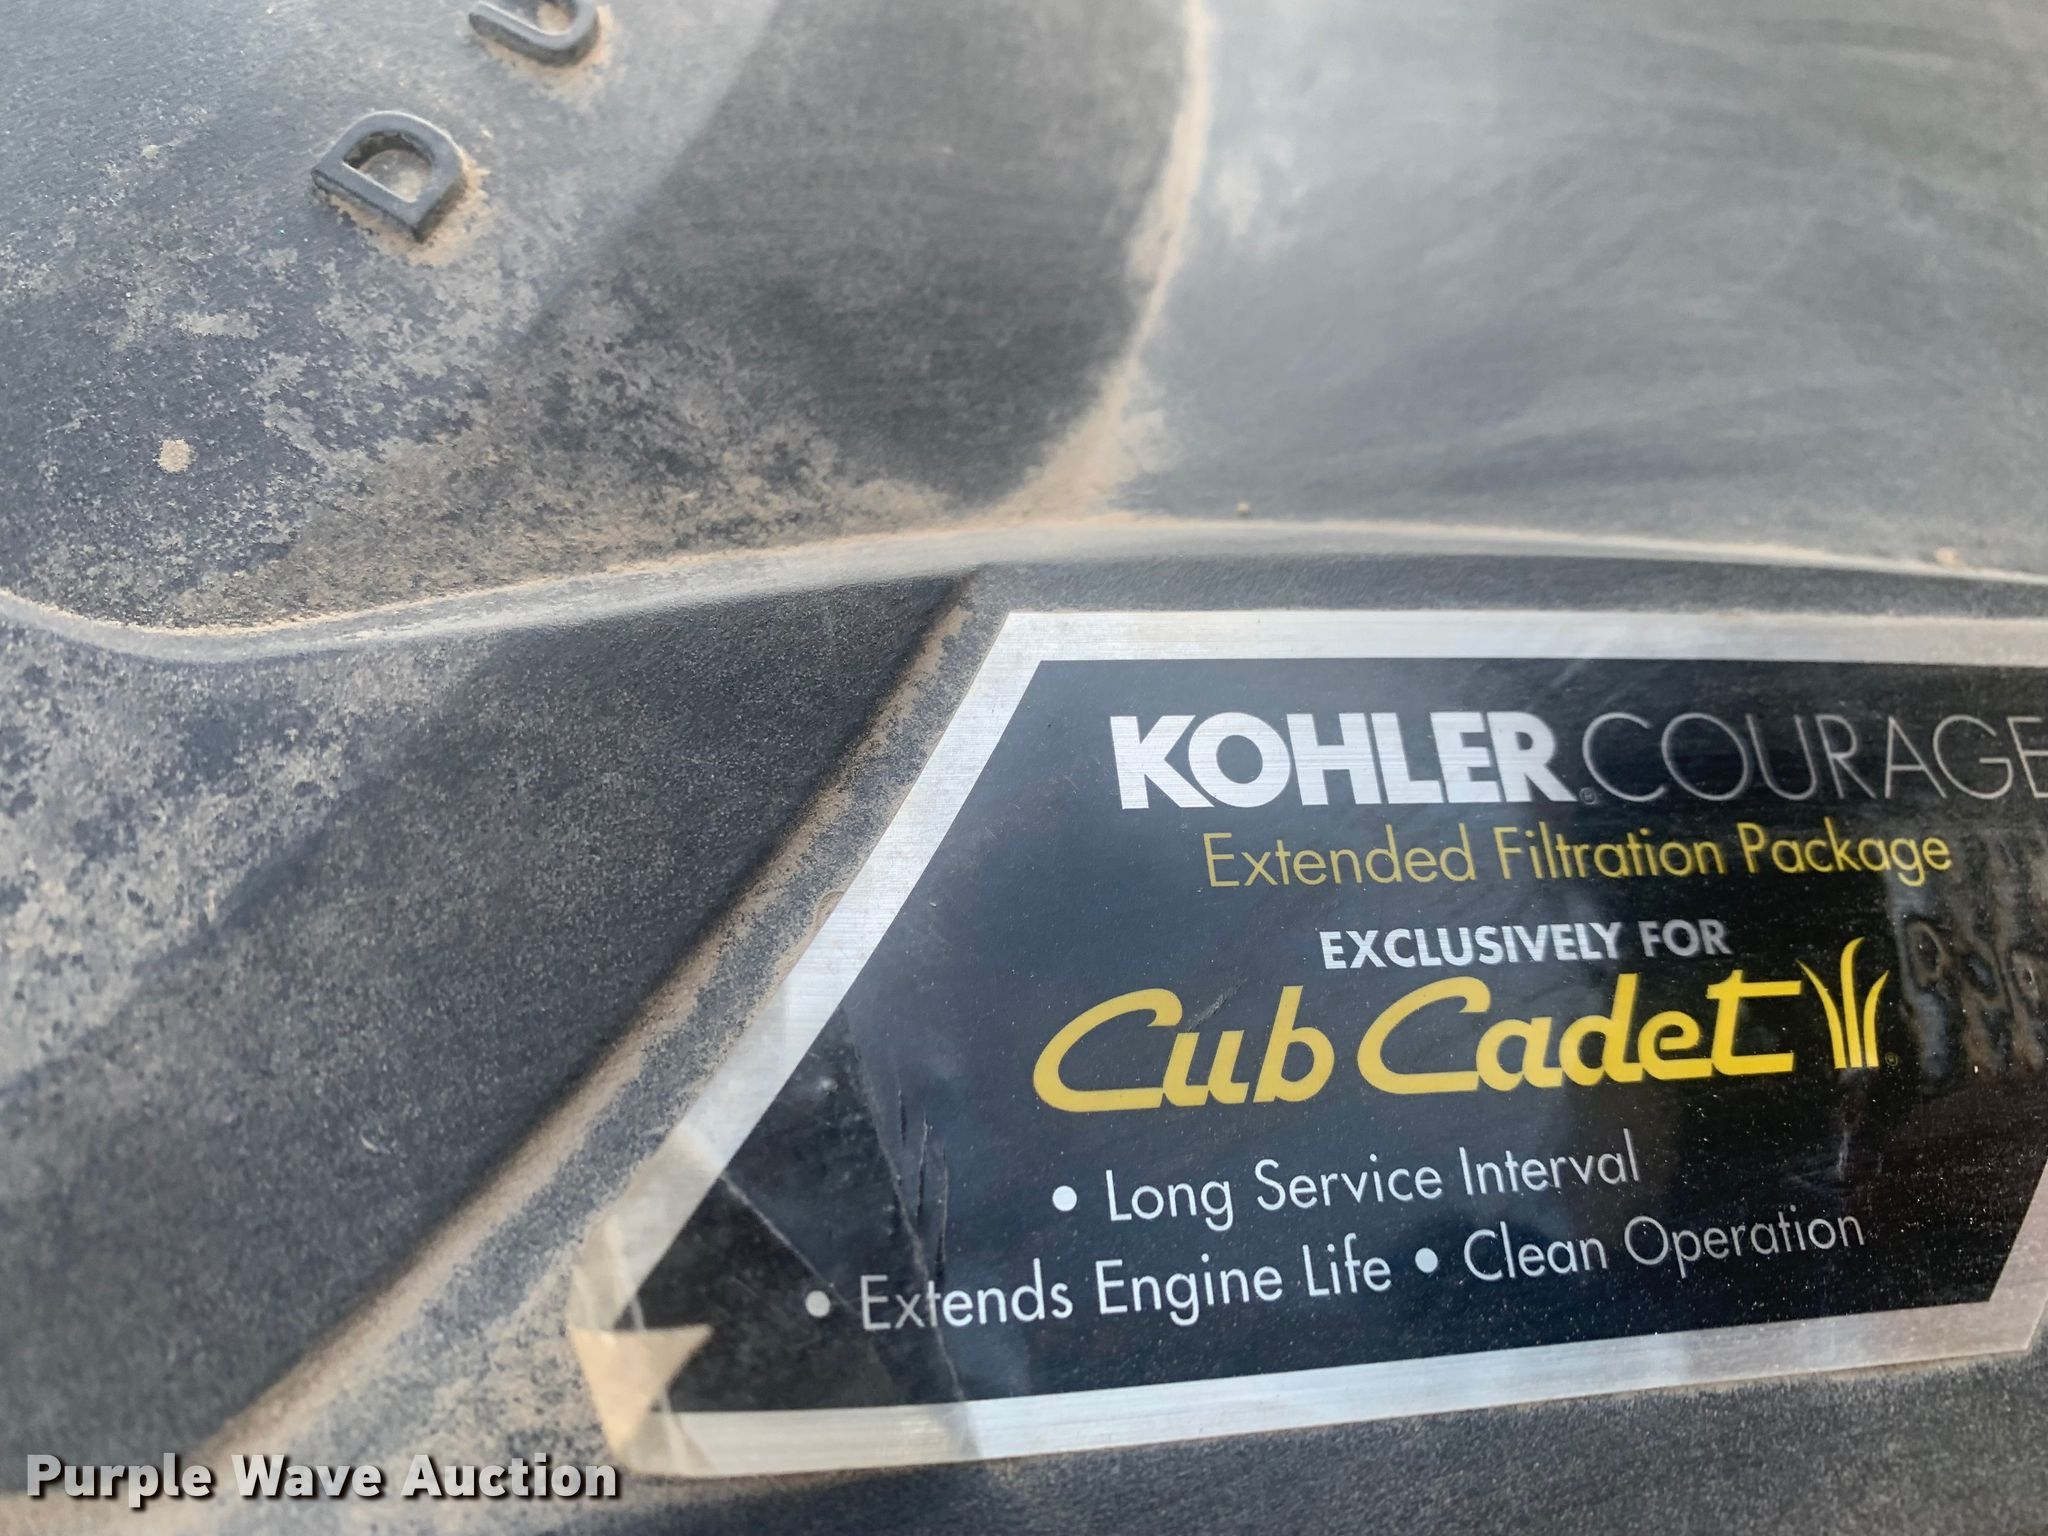 DU
KOHLER® COURAGE
Extended Filtration Package
EXCLUSIVELY FOR
Cub Cadet®
• Long Service Interval
• Extends Engine Life • Clean Operation
Purple Wave Auction